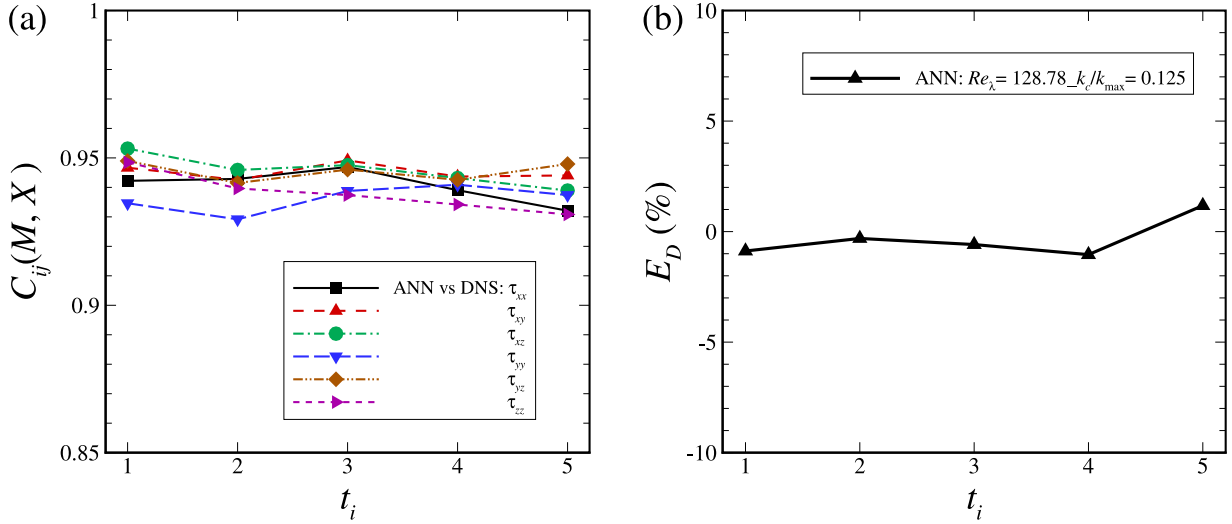 (a)
1
0.95
0.9
0.85
C_ij(M, X)
ANN vs DNS: τ_xx
τ_xy
τ_xz
τ_yy
τ_yz
τ_zz
1 2 3 4 5
t_i
(b)
10
5
0
-5
-10
E_D (%)
ANN: Re_λ= 128.78_k_c/k_max= 0.125
1 2 3 4 5
t_i